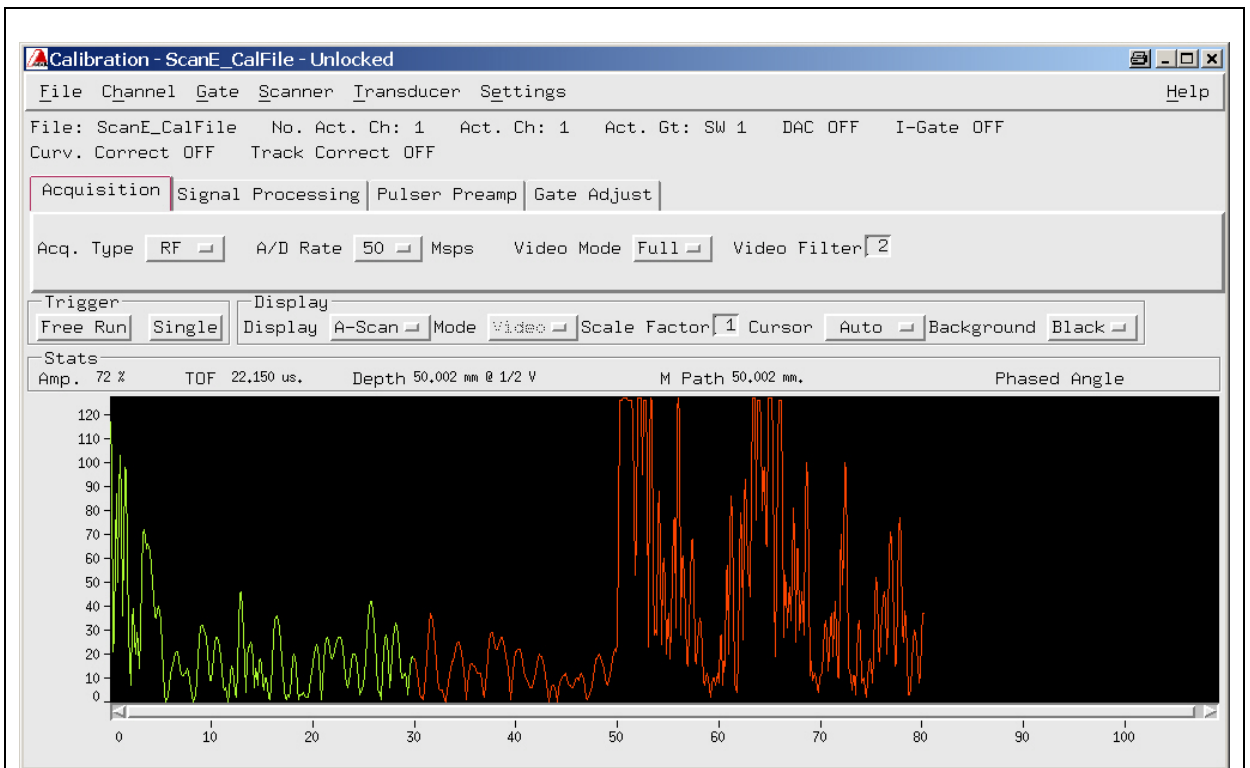 Calibration - ScanE_CalFile - Unlocked
File Channel Gate Scanner Transducer Settings Help
File: ScanE_CalFile No. Act. Ch: 1 Act. Ch: 1 Act. Gt: SW 1 DAC OFF I-Gate OFF
Curv. Correct OFF Track Correct OFF
Acquisition Signal Processing Pulser Preamp Gate Adjust
Acq. Type RF A/D Rate 50 Msps Video Mode Full Video Filter 2
Trigger Display
Free Run Single Display A-Scan Mode Video Scale Factor 1 Cursor Auto Background Black
Stats
Amp. 72 % TOF 22.150 us. Depth 50.002 mm @ 1/2 V M Path 50.002 mm. Phased Angle
120
110
100
90
80
70
60
50
40
30
20
10
0
0 10 20 30 40 50 60 70 80 90 100